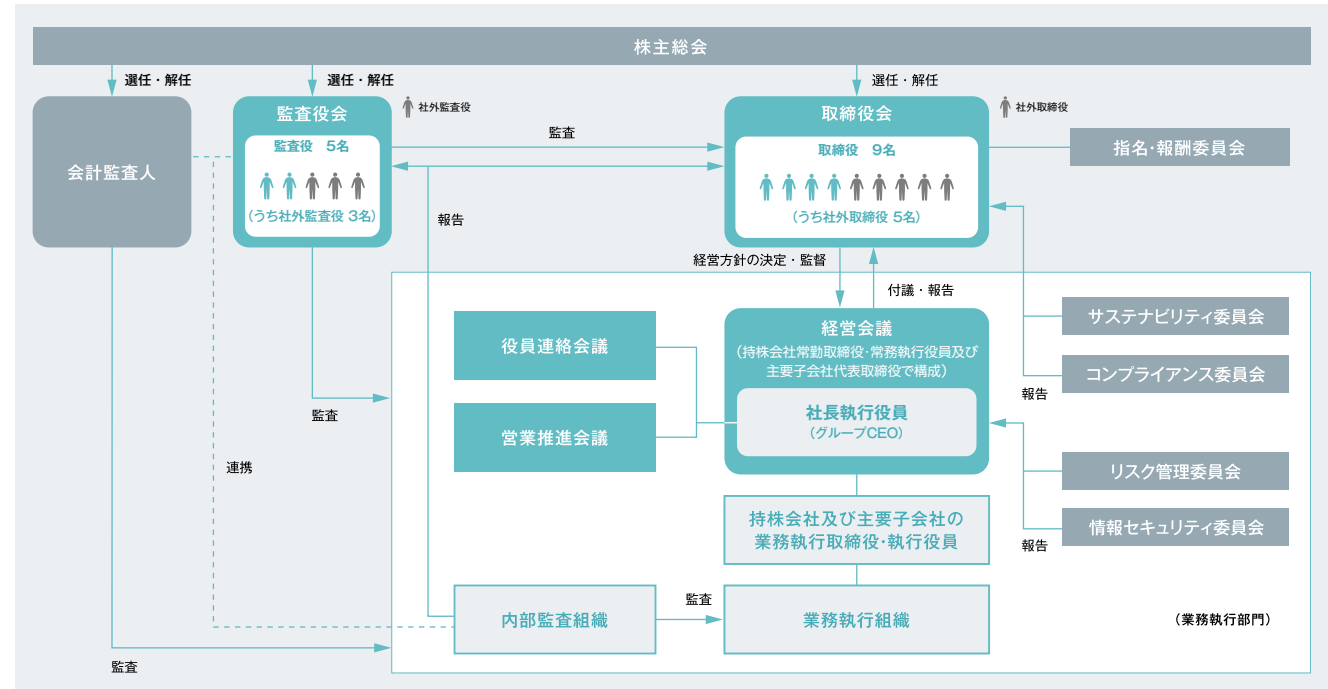 株主総会
選任・解任
選任・解任
選任・解任
会計監査人
監査役会
監査役 5名
(うち社外監査役 3名)
社外監査役
監査
報告
取締役会
取締役 9名
(うち社外取締役 5名)
社外取締役
指名・報酬委員会
経営方針の決定・監督
付議・報告
役員連絡会議
営業推進会議
経営会議
(持株会社常勤取締役・常務執行役員及び
主要子会社代表取締役で構成)
社長執行役員
(グループCEO)
サステナビリティ委員会
コンプライアンス委員会
報告
監査
連携
リスク管理委員会
情報セキュリティ委員会
報告
持株会社及び主要子会社の
業務執行取締役・執行役員
内部監査組織
監査
業務執行組織
(業務執行部門)
監査